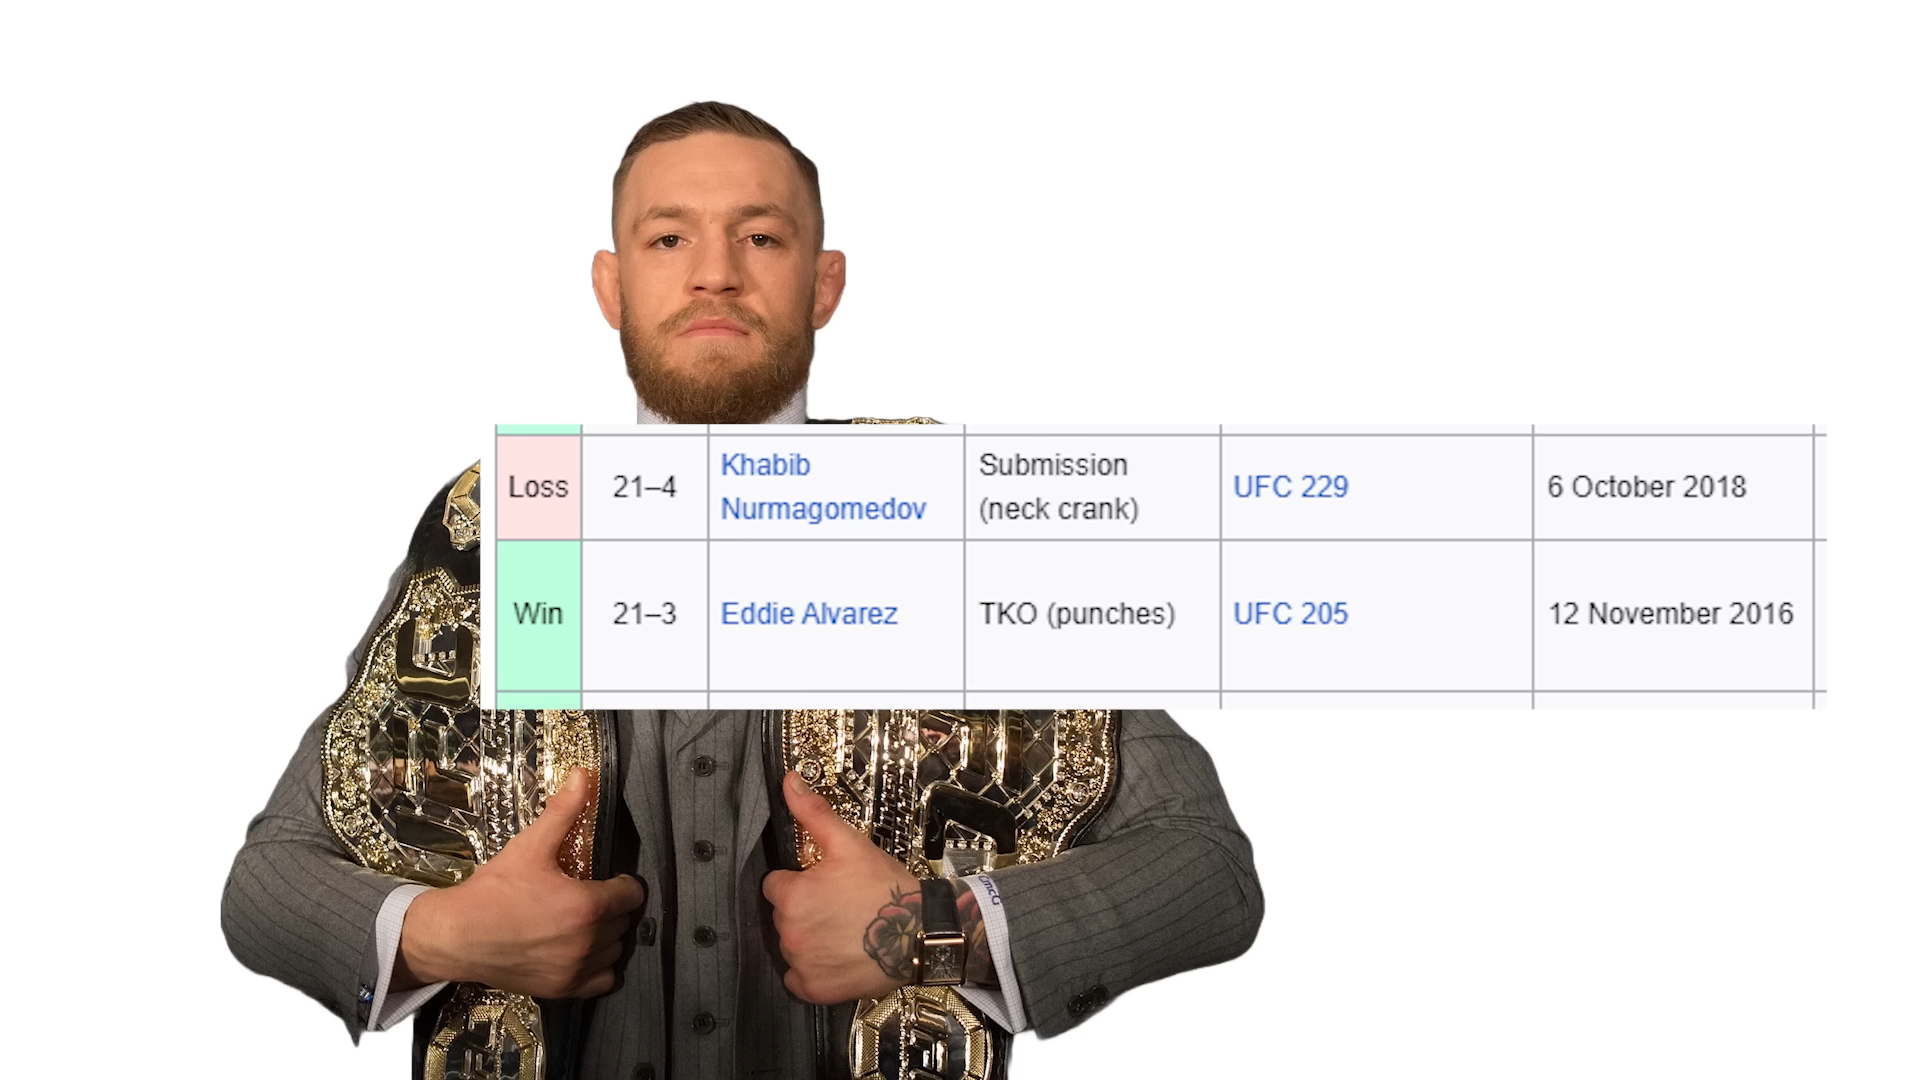 Loss 21–4 Khabib Nurmagomedov Submission (neck crank) UFC 229 6 October 2018
Win 21–3 Eddie Alvarez TKO (punches) UFC 205 12 November 2016